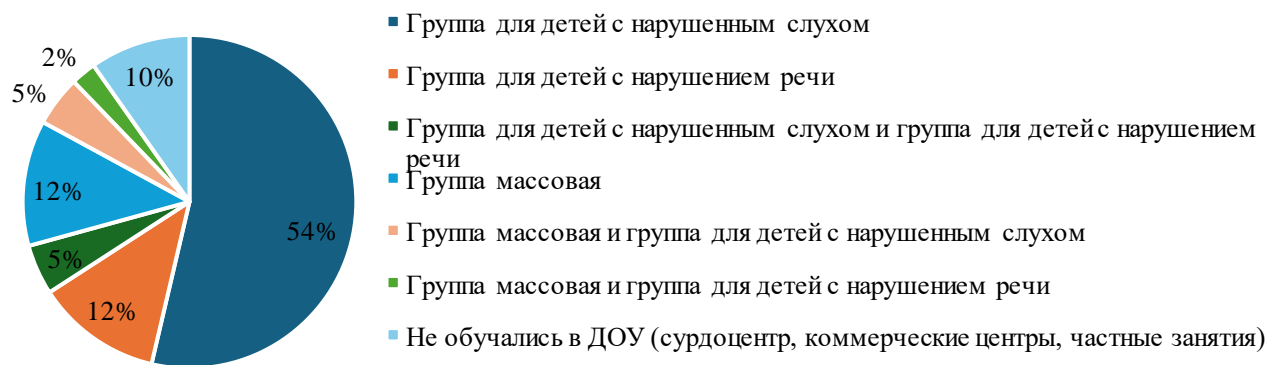 2%
10%
5%
12%
5%
12%
54%
Группа для детей с нарушенным слухом
Группа для детей с нарушением речи
Группа для детей с нарушенным слухом и группа для детей с нарушением
речи
Группа массовая
Группа массовая и группа для детей с нарушенным слухом
Группа массовая и группа для детей с нарушением речи
Не обучались в ДОУ (сурдоцентр, коммерческие центры, частные занятия)